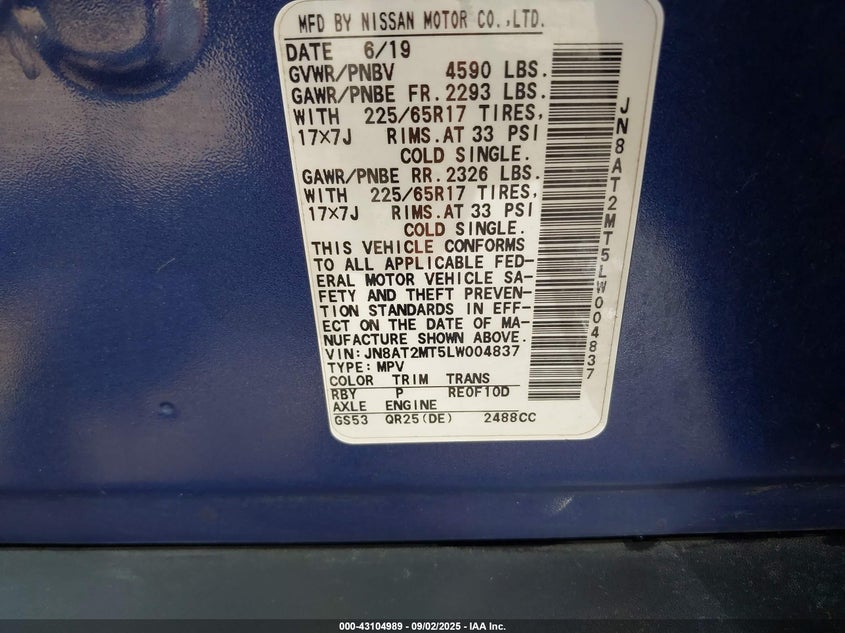 MFD BY NISSAN MOTOR CO.,LTD.
DATE 6/19
GVWR/PNBV 4590 LBS.
GAWR/PNBE FR. 2293 LBS.
WITH 225/65R17 TIRES,
17×7J RIMS. AT 33 PSI
COLD SINGLE.
GAWR/PNBE RR. 2326 LBS.
WITH 225/65R17 TIRES,
17×7J RIMS. AT 33 PSI
COLD SINGLE.
THIS VEHICLE CONFORMS
TO ALL APPLICABLE FED-
ERAL MOTOR VEHICLE SA-
FETY AND THEFT PREVEN-
TION STANDARDS IN EFF-
ECT ON THE DATE OF MA-
NUFACTURE SHOWN ABOVE.
VIN:JN8AT2MT5LW004837
TYPE:MPV
COLOR TRIM TRANS
RBY P RE0F10D
AXLE ENGINE
GS53 QR25(DE) 2488CC
JN8AT2MT5LW004837
000-43104989 - 09/02/2025 - IAA Inc.